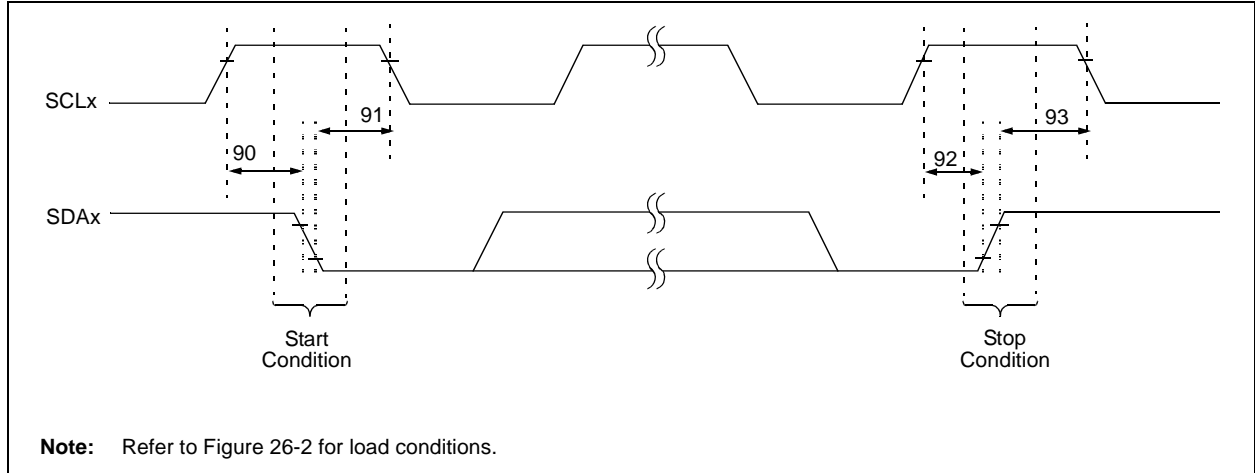 SCLx
91
93
90
92
SDAx
Start
Condition
Stop
Condition
Note: Refer to Figure 26-2 for load conditions.